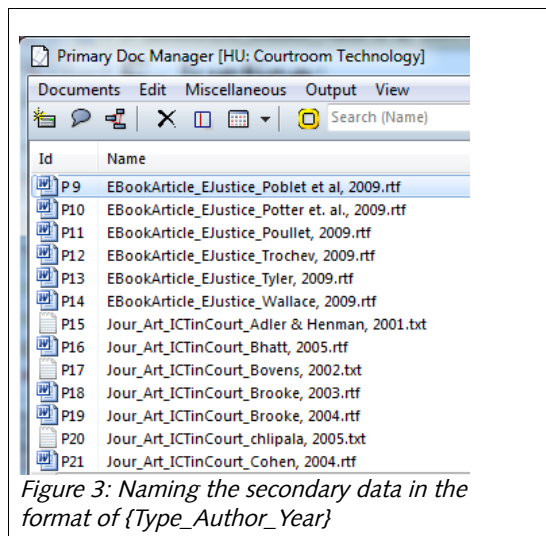 Primary Doc Manager [HU: Courtroom Technology]
Documents Edit Miscellaneous Output View
Search (Name)
Id Name
P 9 EBookArticle_EJustice_Poblet et al, 2009.rtf
P10 EBookArticle_EJustice_Potter et. al., 2009.rtf
P11 EBookArticle_EJustice_Poullet, 2009.rtf
P12 EBookArticle_EJustice_Trochev, 2009.rtf
P13 EBookArticle_EJustice_Tyler, 2009.rtf
P14 EBookArticle_EJustice_Wallace, 2009.rtf
P15 Jour_Art_ICTinCourt_Adler & Henman, 2001.txt
P16 Jour_Art_ICTinCourt_Bhatt, 2005.rtf
P17 Jour_Art_ICTinCourt_Bovens, 2002.txt
P18 Jour_Art_ICTinCourt_Brooke, 2003.rtf
P19 Jour_Art_ICTinCourt_Brooke, 2004.rtf
P20 Jour_Art_ICTinCourt_chlipala, 2005.txt
P21 Jour_Art_ICTinCourt_Cohen, 2004.rtf
Figure 3: Naming the secondary data in the
format of {Type_Author_Year}